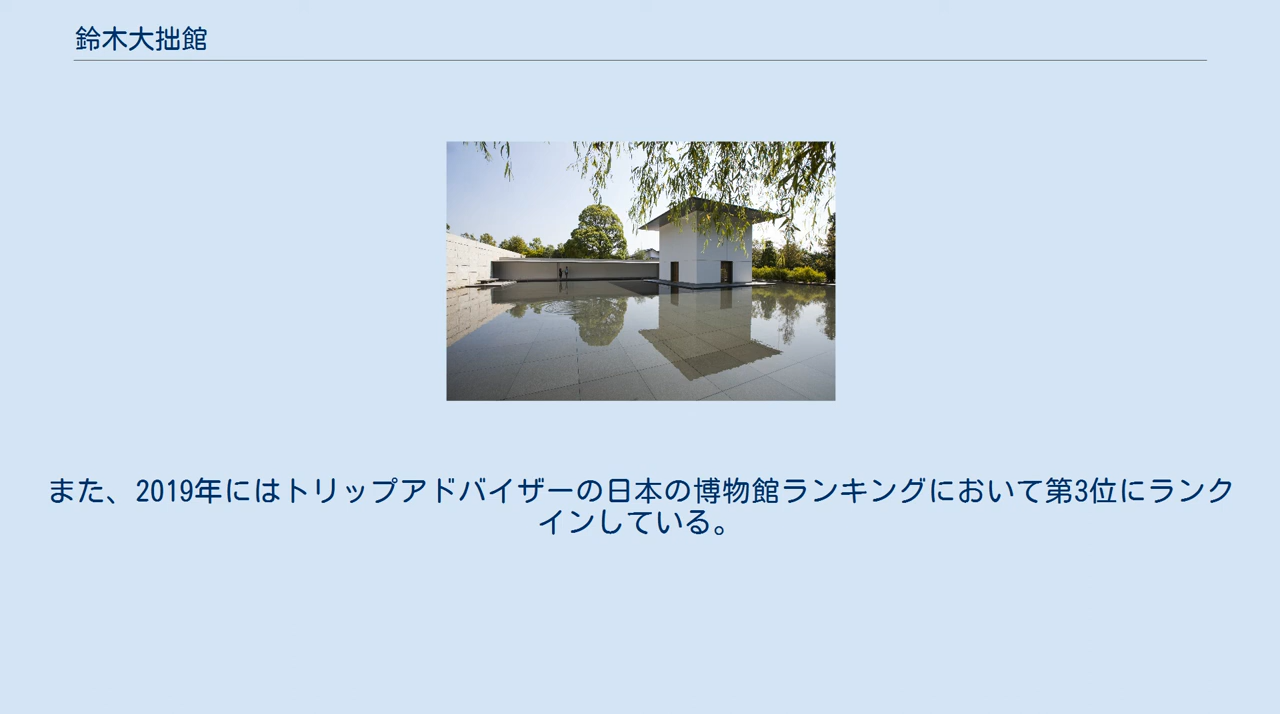 鈴木大拙館
また、2019年にはトリップアドバイザーの日本の博物館ランキングにおいて第3位にランク
インしている。